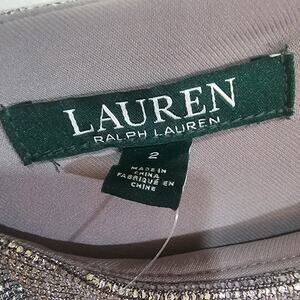 LAUREN
RALPH LAUREN
2
MADE IN
CHINA
FABRIQUÉ EN
CHINE